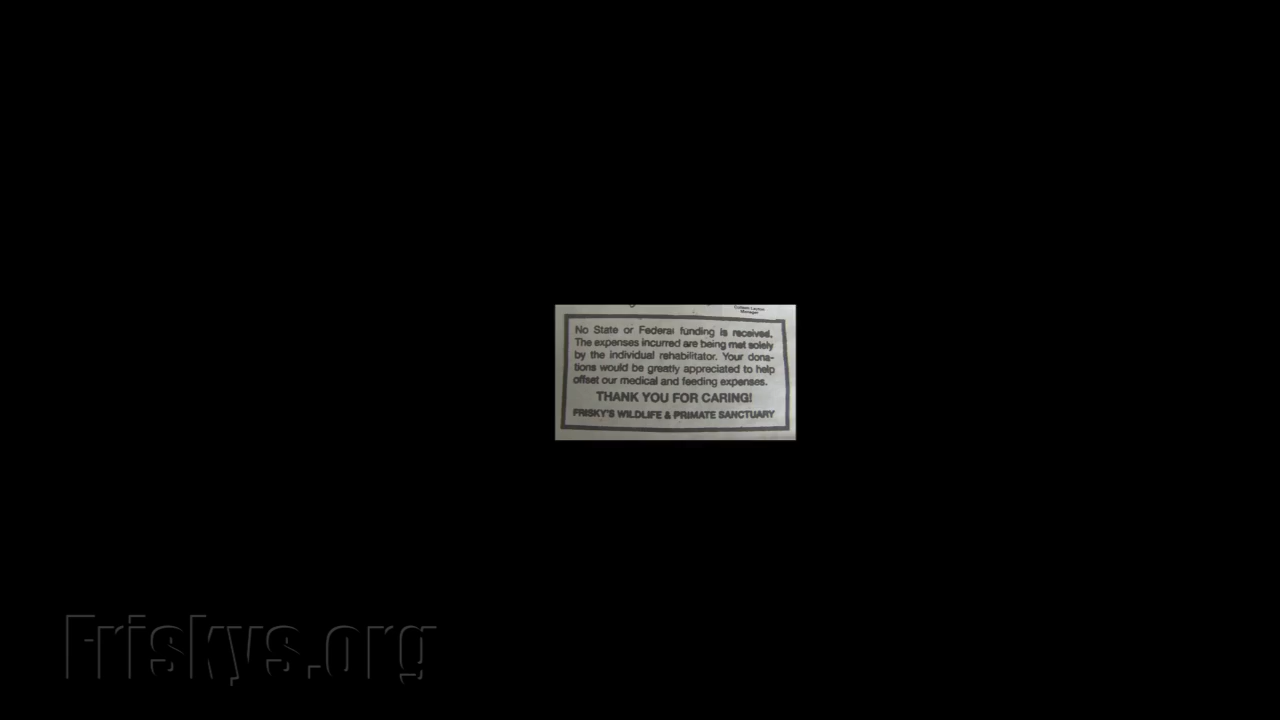 No State or Federal funding is received.
The expenses incurred are being met solely
by the individual rehabilitator. Your dona-
tions would be greatly appreciated to help
offset our medical and feeding expenses.
THANK YOU FOR CARING!
FRISKY'S WILDLIFE & PRIMATE SANCTUARY
Friskys.org